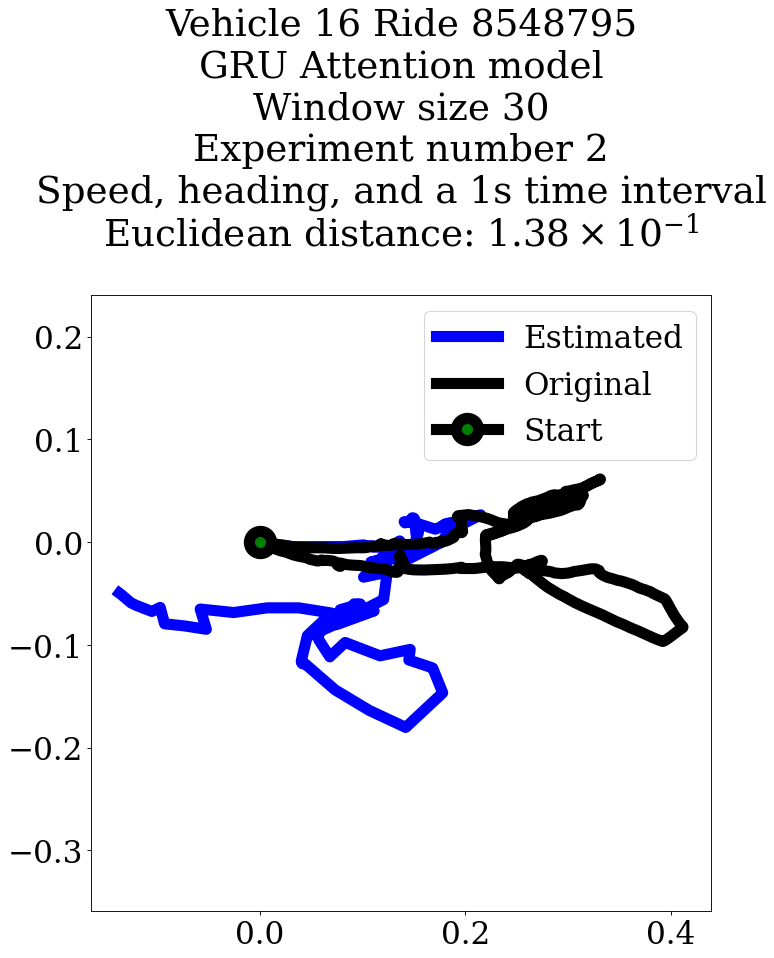 Vehicle 16 Ride 8548795
GRU Attention model
Window size 30
Experiment number 2
Speed, heading, and a 1s time interval
Euclidean distance: 1.38 × 10⁻¹
Estimated
Original
Start
0.2
0.1
0.0
−0.1
−0.2
−0.3
0.0 0.2 0.4